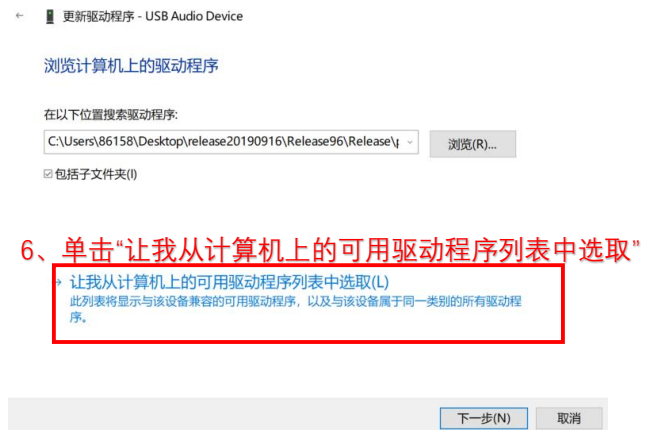 更新驱动程序 - USB Audio Device
浏览计算机上的驱动程序
在以下位置搜索驱动程序:
C:\Users\86158\Desktop\release20190916\Release96\Release\
浏览(R)...
包括子文件夹(I)
6、单击“让我从计算机上的可用驱动程序列表中选取”
让我从计算机上的可用驱动程序列表中选取(L)
此列表将显示与该设备兼容的可用驱动程序，以及与该设备属于同一类别的所有驱动程
序。
下一步(N) 取消